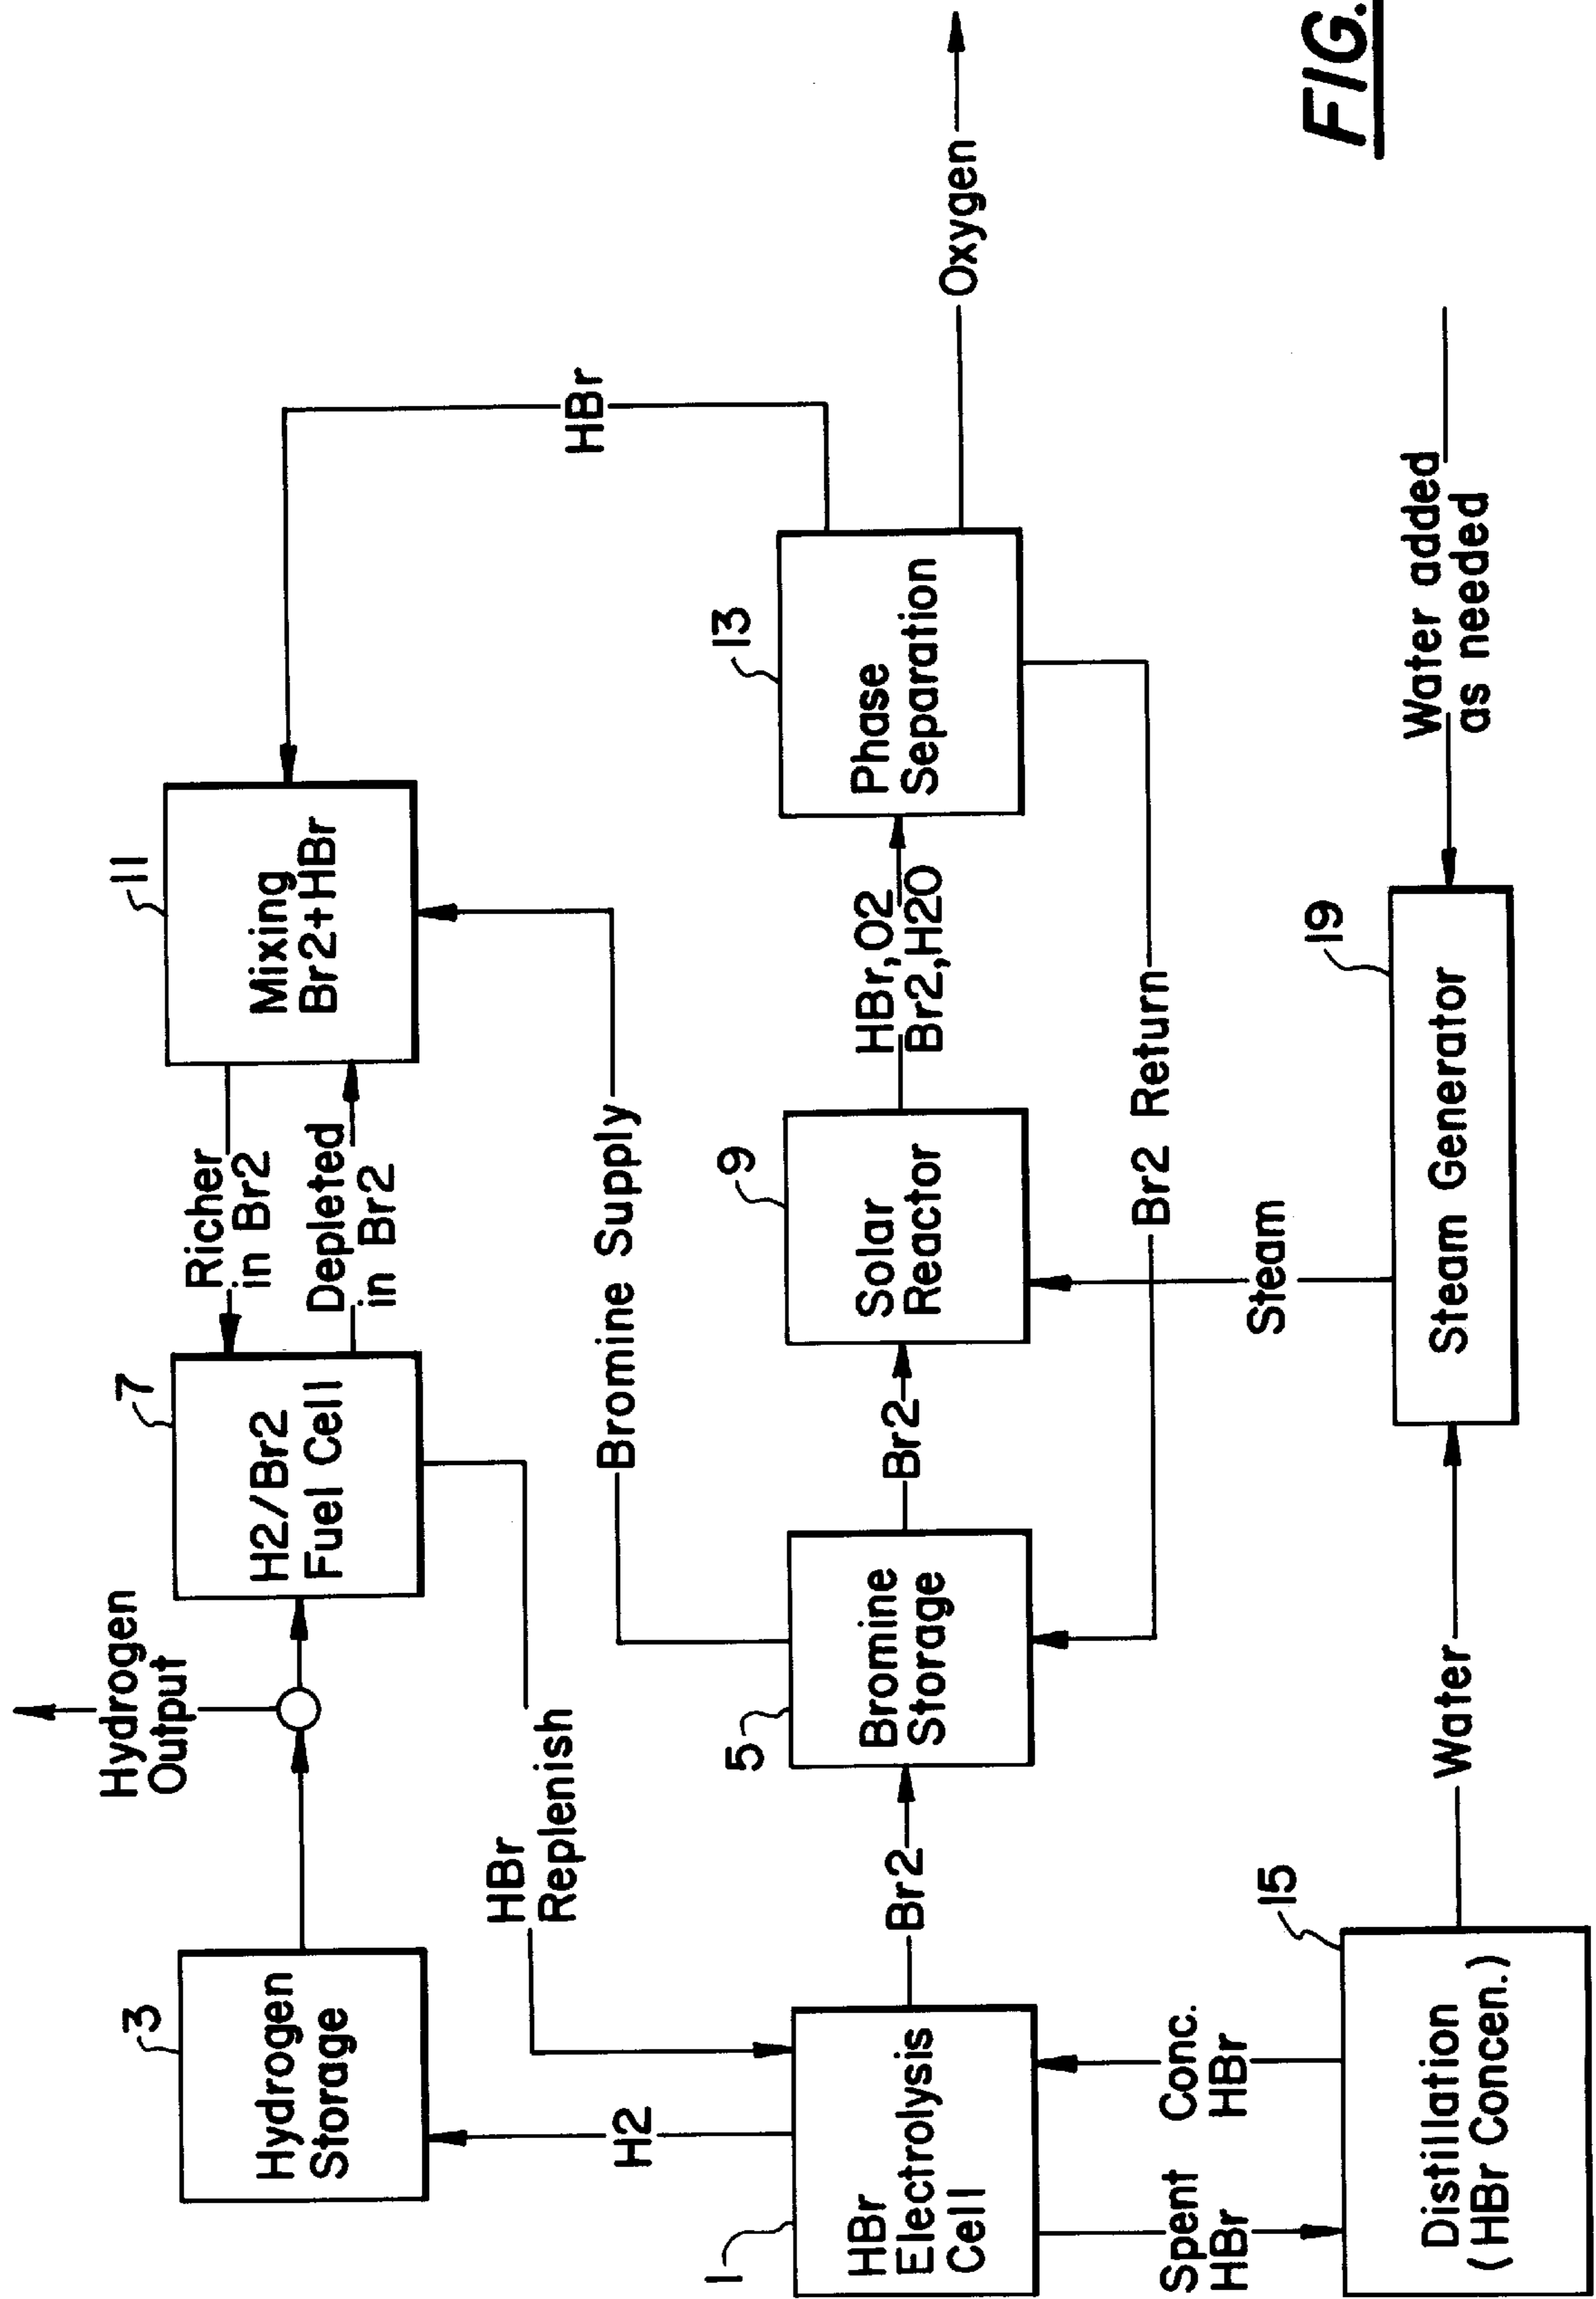 Hydrogen
Output
3
Hydrogen
Storage
7
H2/Br2
Fuel Cell
Richer
in Br2
Depleted
in Br2
11
Mixing
Br2+HBr
HBr
Replenish
Bromine Supply
HBr
H2
1
HBr
Electrolysis
Cell
Br2
5
Bromine
Storage
Br2
9
Solar
Reactor
HBr,O2
Br2,H2O
13
Phase
Separation
Oxygen
Br2 Return
Spent
HBr
Conc.
HBr
Steam
15
Distillation
(HBr Concen.)
Water
19
Steam Generator
Water added
as needed
FIG.